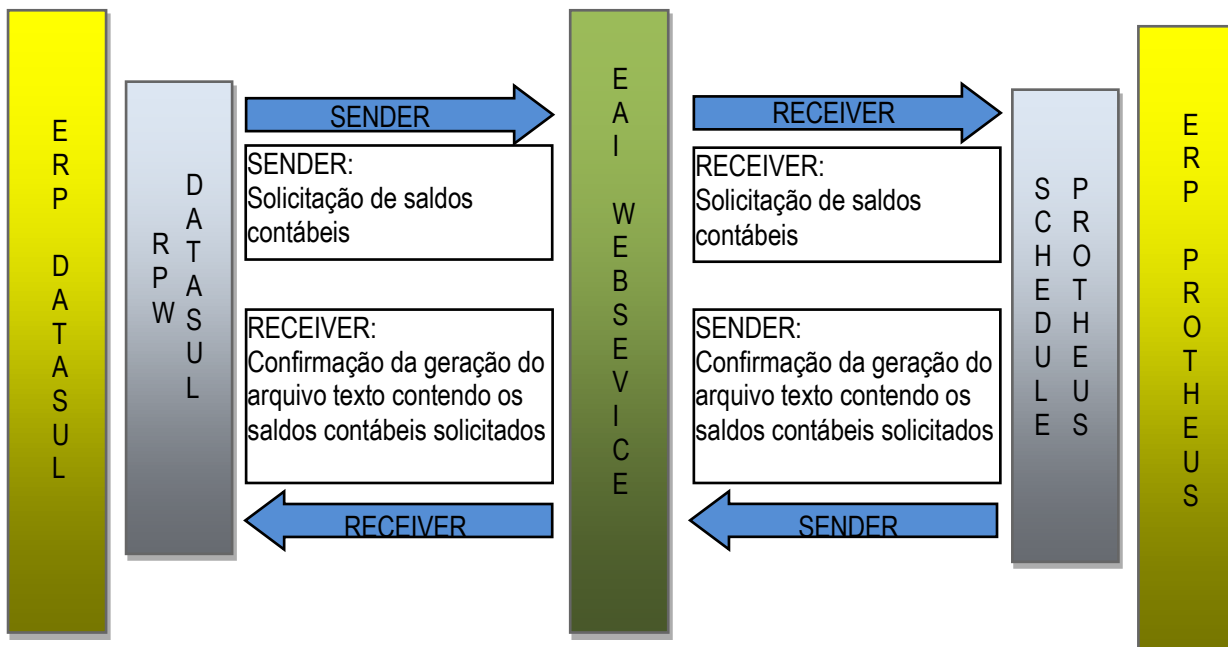 ERP DATASUL
RPW
DATASUL
SENDER
SENDER:
Solicitação de saldos
contábeis
RECEIVER:
Confirmação da geração do
arquivo texto contendo os
saldos contábeis solicitados
RECEIVER
EAI WEBSEVICE
RECEIVER
RECEIVER:
Solicitação de saldos
contábeis
SENDER:
Confirmação da geração do
arquivo texto contendo os
saldos contábeis solicitados
SENDER
SCHEDULE
PROTHEUS
ERP PROTHEUS